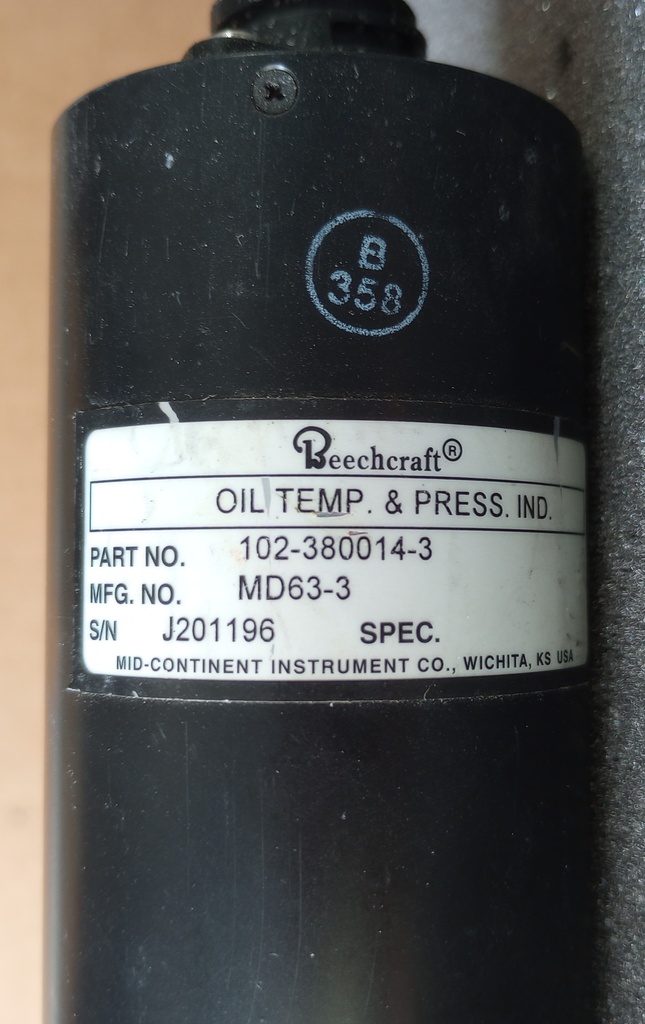 B
358
Beechcraft®
OIL TEMP. & PRESS. IND.
PART NO. 102-380014-3
MFG. NO. MD63-3
S/N J201196 SPEC.
MID-CONTINENT INSTRUMENT CO., WICHITA, KS USA